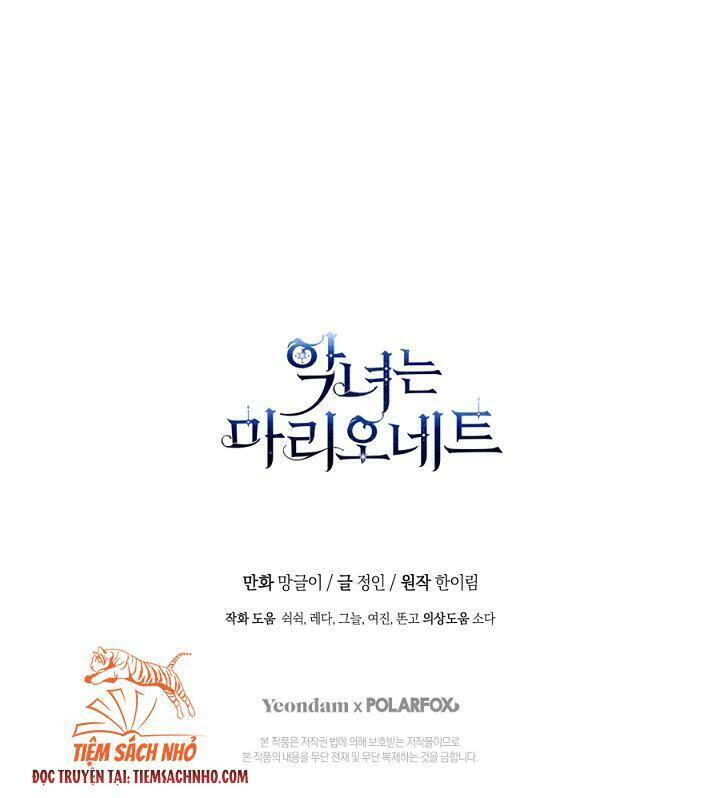 악녀는
마리오네트
만화 망글이 / 글 정인 / 원작 한이림
작화 도움 쉭쉭, 레다, 그늘, 여진, 똔고 의상도움 소다
Yeondam x POLARFOX
본 작품은 저작권 법에 의해 보호받는 저작물이므로
본 작품의 내용을 무단 전재 및 무단 복제하는 것을 금합니다.
TIỆM SÁCH NHỎ
ĐỌC TRUYỆN TẠI: TIEMSACHNHO.COM